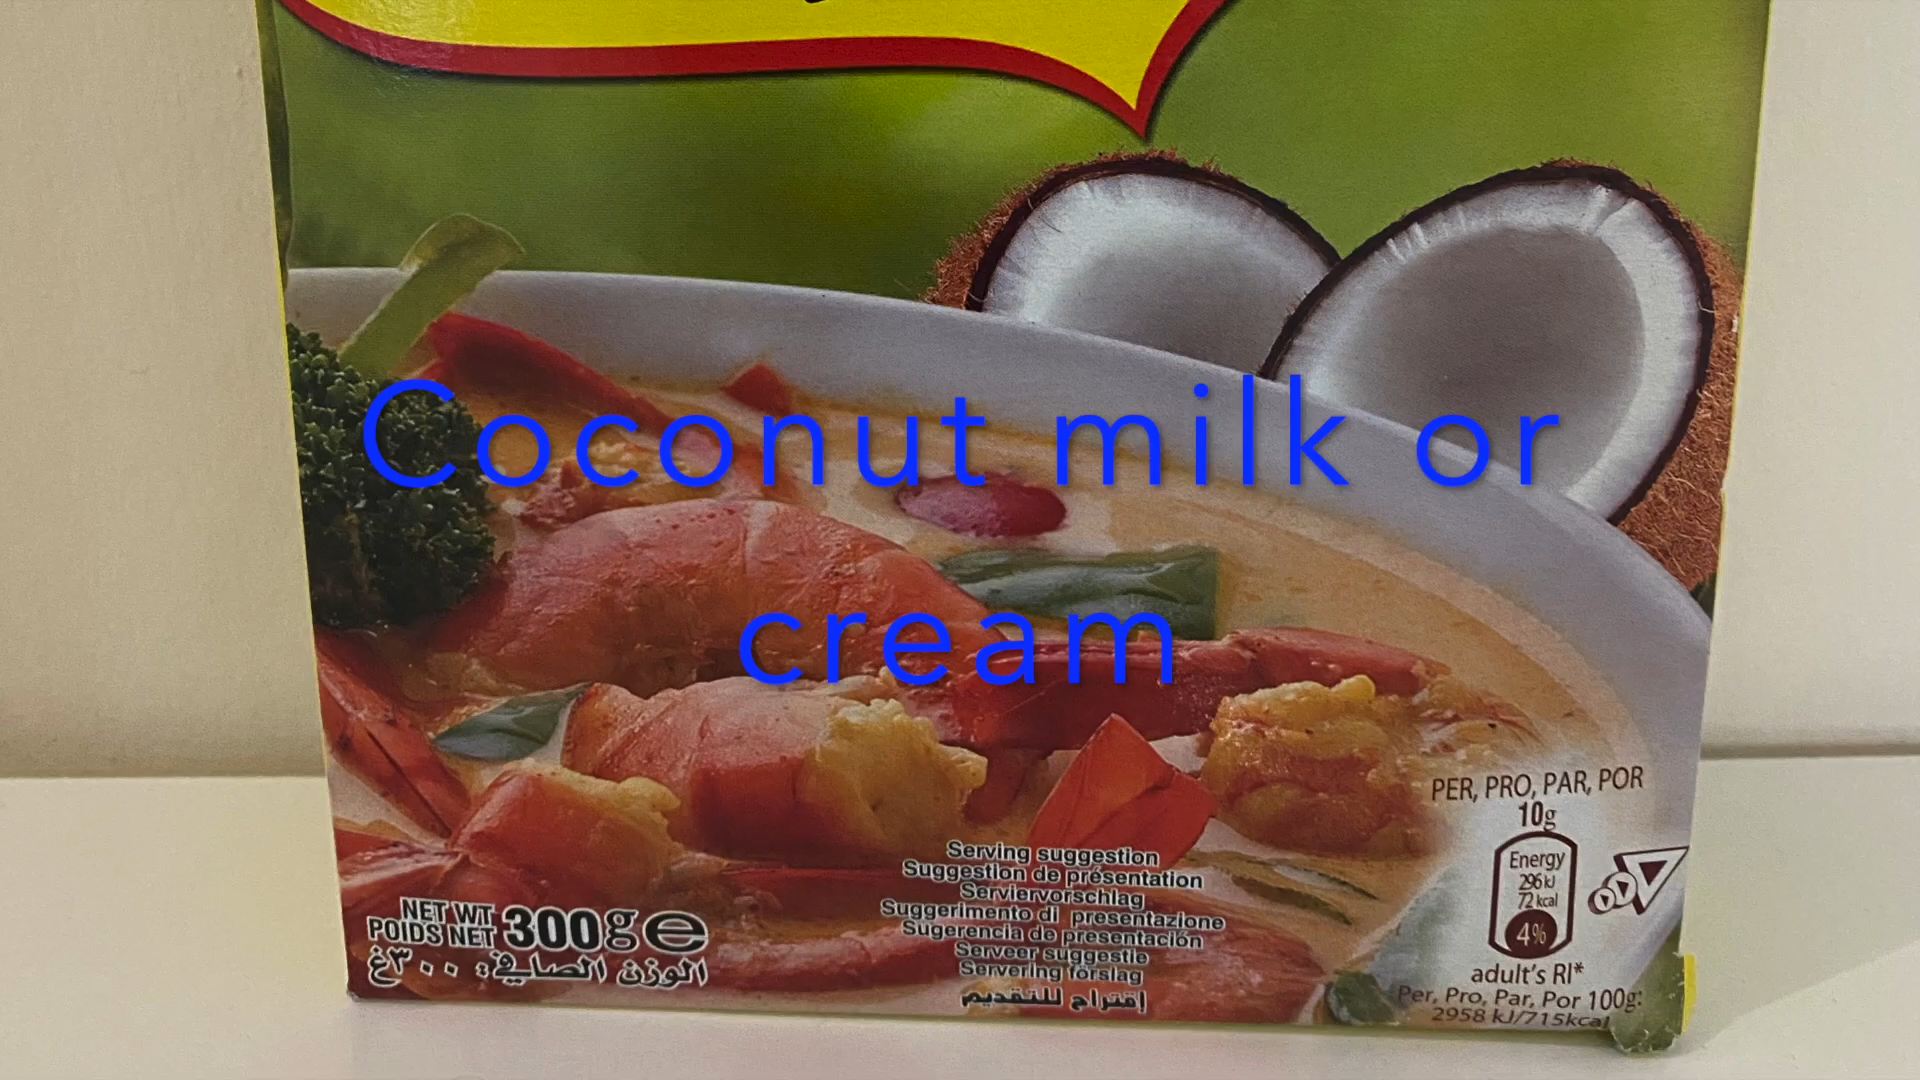 Coconut milk or
cream
PER, PRO, PAR, POR
10g
Energy
296 kJ
72 kcal
4%
adult's RI*
Per, Pro, Par, Por 100g:
2958 kJ/715kcal
Serving suggestion
Suggestion de présentation
Serviervorschlag
Suggerimento di presentazione
Sugerencia de presentación
Serveer suggestie
Servering förslag
إقتراح للتقديم
NET WT
POIDS NET 300g e
الوزن الصافي: ٣٠٠غ